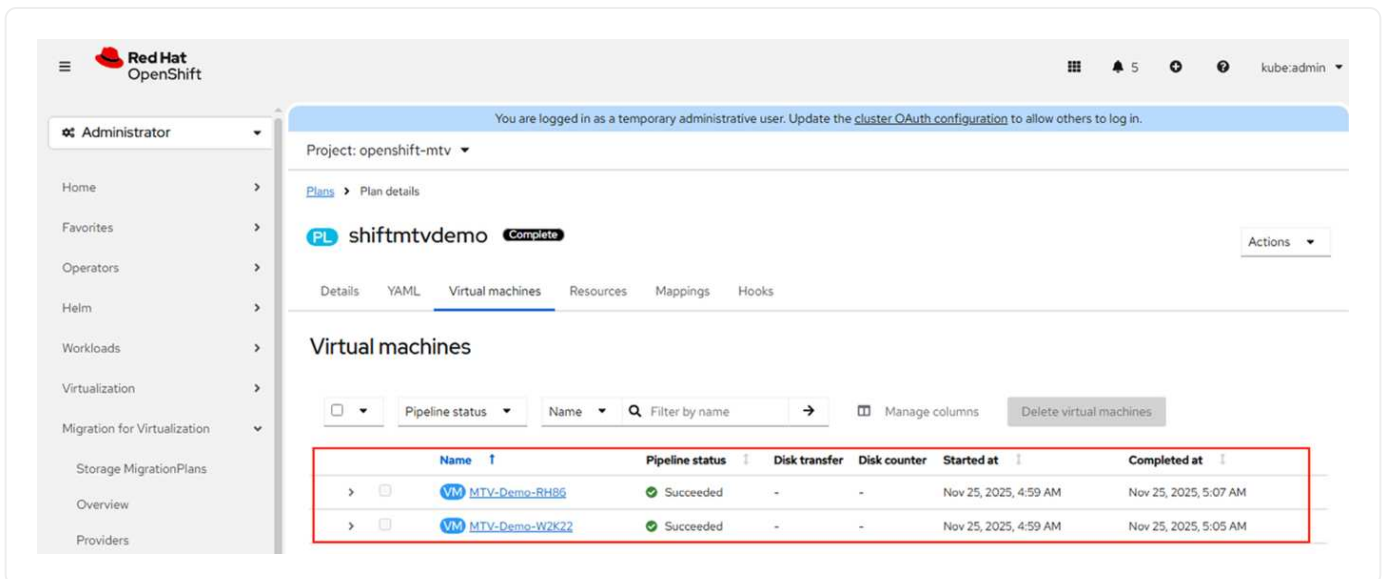 Red Hat
OpenShift
5
kube:admin
Administrator
You are logged in as a temporary administrative user. Update the cluster OAuth configuration to allow others to log in.
Project: openshift-mtv
Home
Favorites
Operators
Helm
Workloads
Virtualization
Migration for Virtualization
Storage MigrationPlans
Overview
Providers
Plans > Plan details
PL shiftmtvdemo Complete
Actions
Details YAML Virtual machines Resources Mappings Hooks
Virtual machines
Pipeline status Name Filter by name Manage columns Delete virtual machines
Name Pipeline status Disk transfer Disk counter Started at Completed at
VM MTV-Demo-RH86 Succeeded - - Nov 25, 2025, 4:59 AM Nov 25, 2025, 5:07 AM
VM MTV-Demo-W2K22 Succeeded - - Nov 25, 2025, 4:59 AM Nov 25, 2025, 5:05 AM